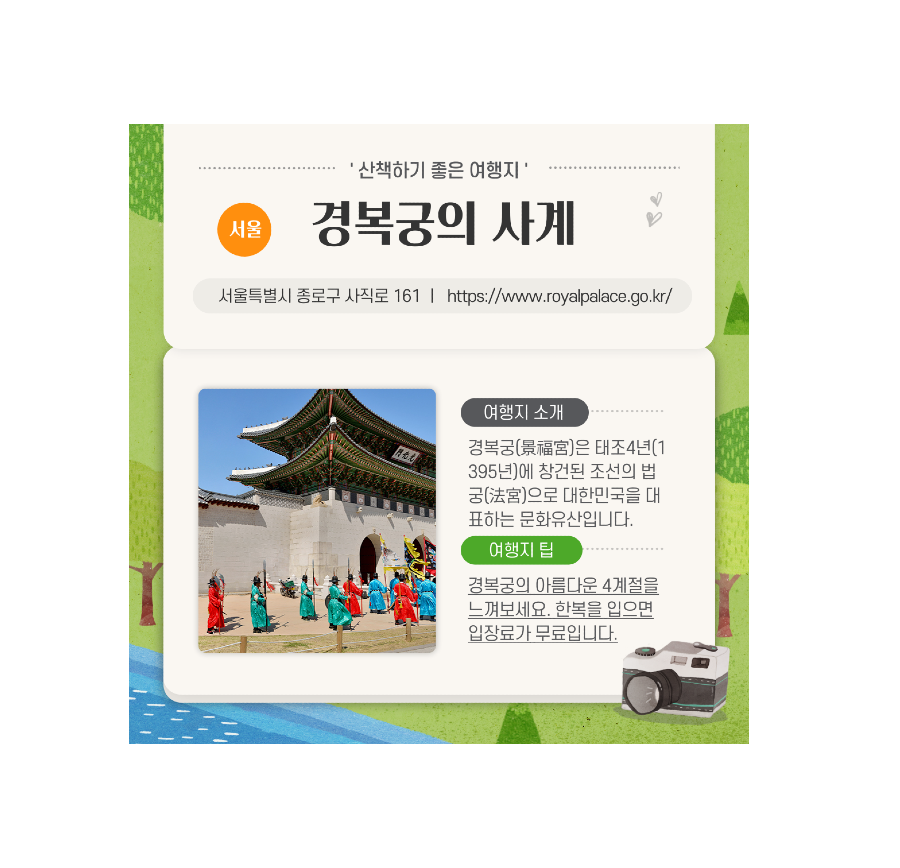 ' 산책하기 좋은 여행지 '
서울
경복궁의 사계
서울특별시 종로구 사직로 161 | https://www.royalpalace.go.kr/
여행지 소개
경복궁(景福宮)은 태조4년(1
395년)에 창건된 조선의 법
궁(法宮)으로 대한민국을 대
표하는 문화유산입니다.
여행지 팁
경복궁의 아름다운 4계절을
느껴보세요. 한복을 입으면
입장료가 무료입니다.